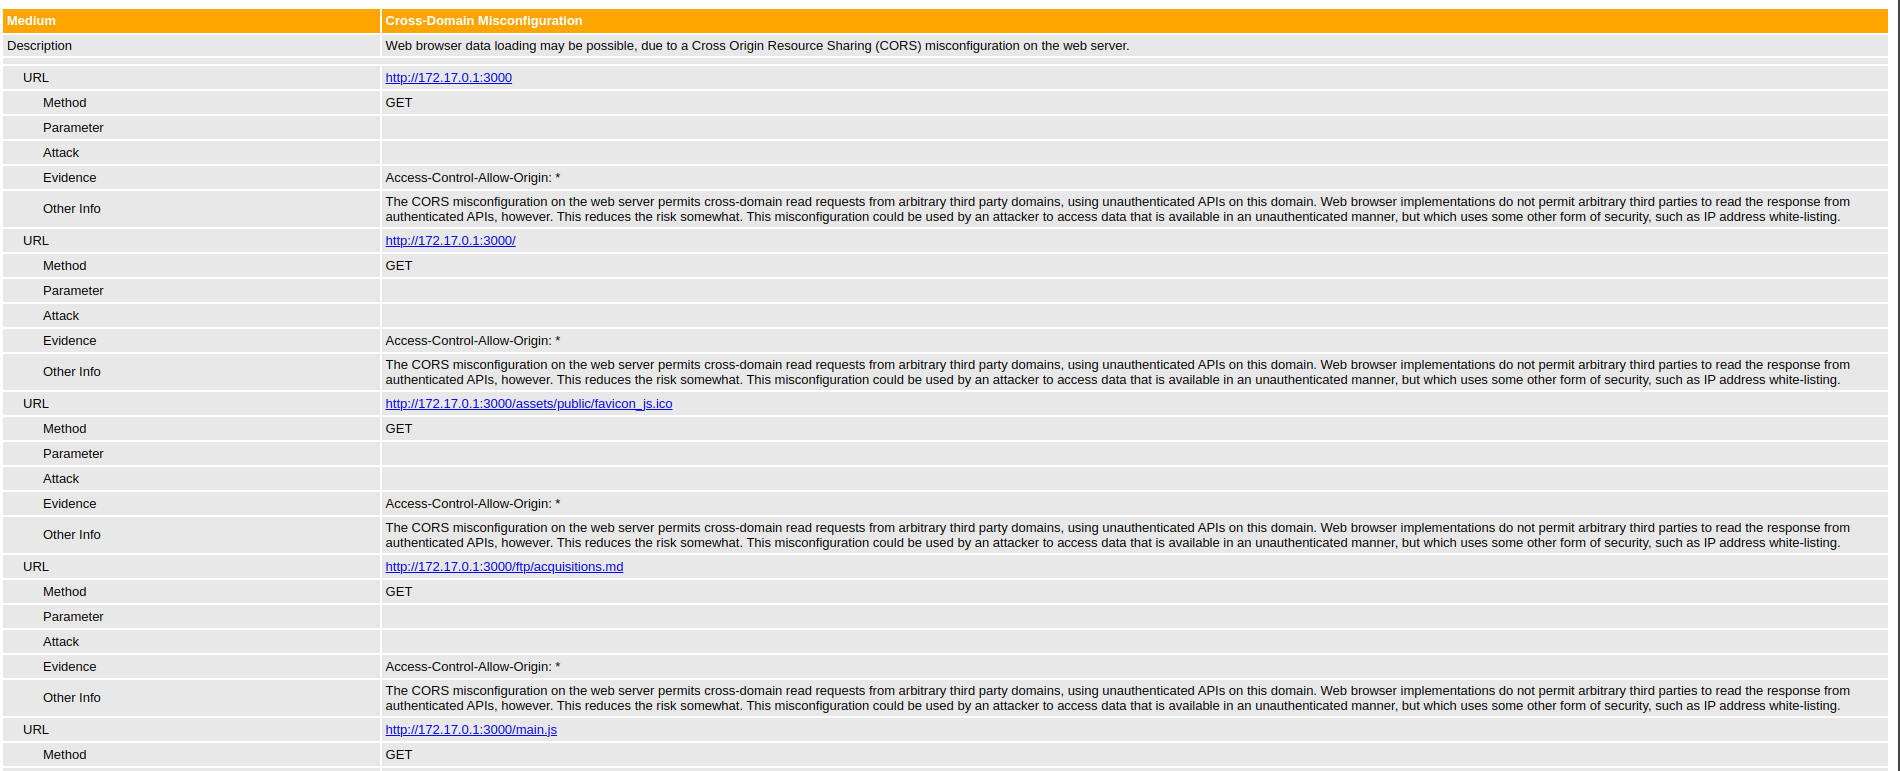 Medium Cross-Domain Misconfiguration
Description Web browser data loading may be possible, due to a Cross Origin Resource Sharing (CORS) misconfiguration on the web server.
URL http://172.17.0.1:3000
Method GET
Parameter
Attack
Evidence Access-Control-Allow-Origin: *
Other Info The CORS misconfiguration on the web server permits cross-domain read requests from arbitrary third party domains, using unauthenticated APIs on this domain. Web browser implementations do not permit arbitrary third parties to read the response from
authenticated APIs, however. This reduces the risk somewhat. This misconfiguration could be used by an attacker to access data that is available in an unauthenticated manner, but which uses some other form of security, such as IP address white-listing.
URL http://172.17.0.1:3000/
Method GET
Parameter
Attack
Evidence Access-Control-Allow-Origin: *
Other Info The CORS misconfiguration on the web server permits cross-domain read requests from arbitrary third party domains, using unauthenticated APIs on this domain. Web browser implementations do not permit arbitrary third parties to read the response from
authenticated APIs, however. This reduces the risk somewhat. This misconfiguration could be used by an attacker to access data that is available in an unauthenticated manner, but which uses some other form of security, such as IP address white-listing.
URL http://172.17.0.1:3000/assets/public/favicon_js.ico
Method GET
Parameter
Attack
Evidence Access-Control-Allow-Origin: *
Other Info The CORS misconfiguration on the web server permits cross-domain read requests from arbitrary third party domains, using unauthenticated APIs on this domain. Web browser implementations do not permit arbitrary third parties to read the response from
authenticated APIs, however. This reduces the risk somewhat. This misconfiguration could be used by an attacker to access data that is available in an unauthenticated manner, but which uses some other form of security, such as IP address white-listing.
URL http://172.17.0.1:3000/ftp/acquisitions.md
Method GET
Parameter
Attack
Evidence Access-Control-Allow-Origin: *
Other Info The CORS misconfiguration on the web server permits cross-domain read requests from arbitrary third party domains, using unauthenticated APIs on this domain. Web browser implementations do not permit arbitrary third parties to read the response from
authenticated APIs, however. This reduces the risk somewhat. This misconfiguration could be used by an attacker to access data that is available in an unauthenticated manner, but which uses some other form of security, such as IP address white-listing.
URL http://172.17.0.1:3000/main.js
Method GET